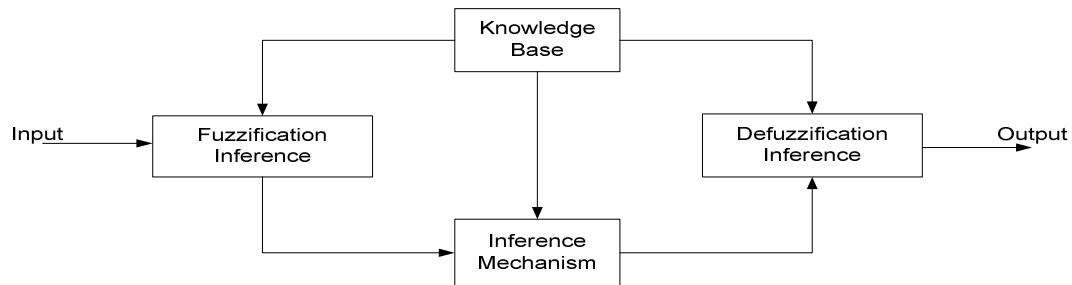 Knowledge
Base
Input
Fuzzification
Inference
Defuzzification
Inference
Output
Inference
Mechanism